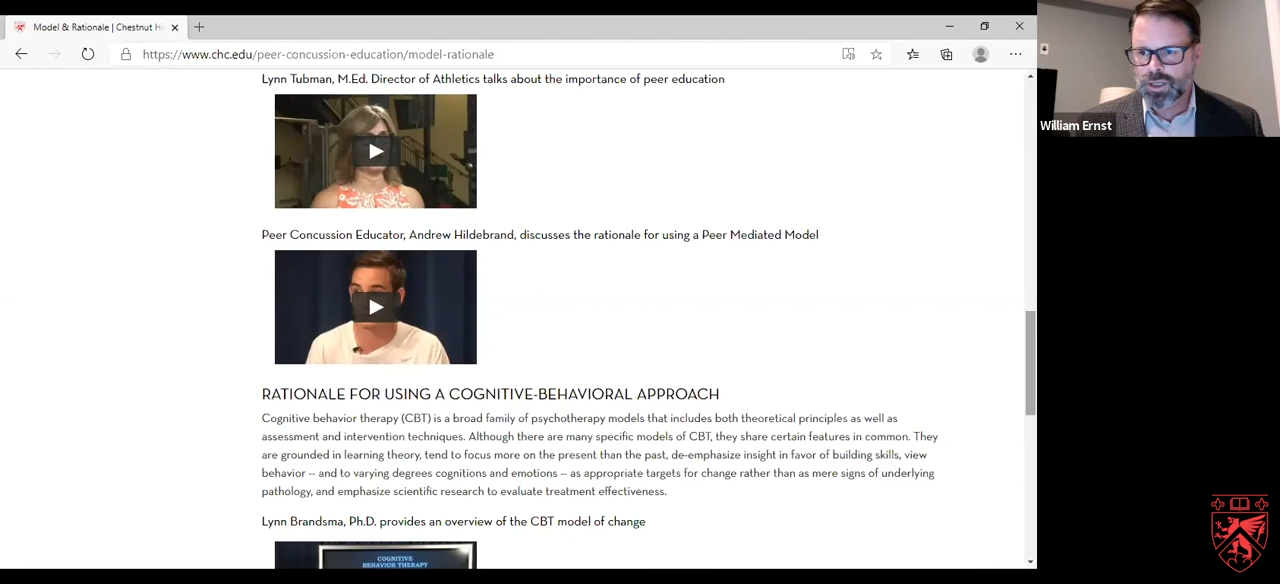 Model & Rationale | Chestnut Hi
https://www.chc.edu/peer-concussion-education/model-rationale
Lynn Tubman, M.Ed. Director of Athletics talks about the importance of peer education
William Ernst
Peer Concussion Educator, Andrew Hildebrand, discusses the rationale for using a Peer Mediated Model
RATIONALE FOR USING A COGNITIVE-BEHAVIORAL APPROACH
Cognitive behavior therapy (CBT) is a broad family of psychotherapy models that includes both theoretical principles as well as
assessment and intervention techniques. Although there are many specific models of CBT, they share certain features in common. They
are grounded in learning theory, tend to focus more on the present than the past, de-emphasize insight in favor of building skills, view
behavior -- and to varying degrees cognitions and emotions -- as appropriate targets for change rather than as mere signs of underlying
pathology, and emphasize scientific research to evaluate treatment effectiveness.
Lynn Brandsma, Ph.D. provides an overview of the CBT model of change
COGNITIVE
BEHAVIOR THERAPY